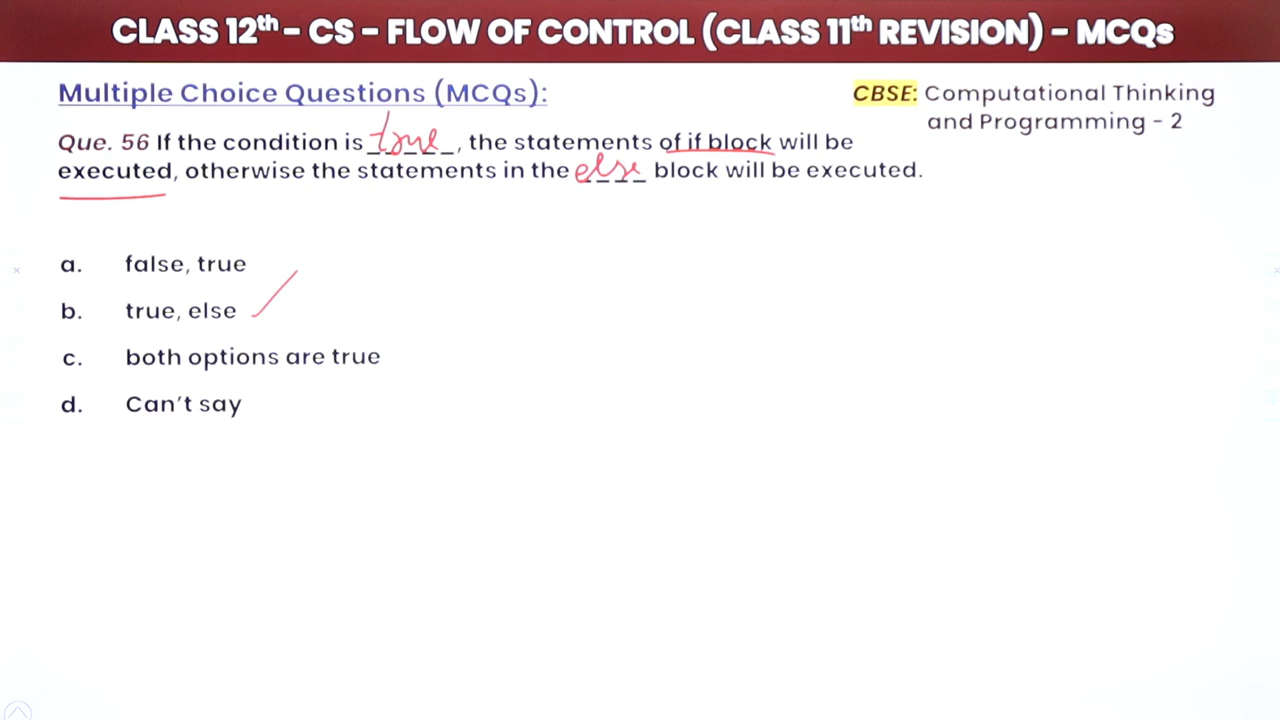 CLASS 12th – CS – FLOW OF CONTROL (CLASS 11th REVISION) – MCQs
Multiple Choice Questions (MCQs):
CBSE: Computational Thinking
and Programming - 2
Que. 56 If the condition is true, the statements of if block will be
executed, otherwise the statements in the else block will be executed.
a. false, true
b. true, else
c. both options are true
d. Can't say